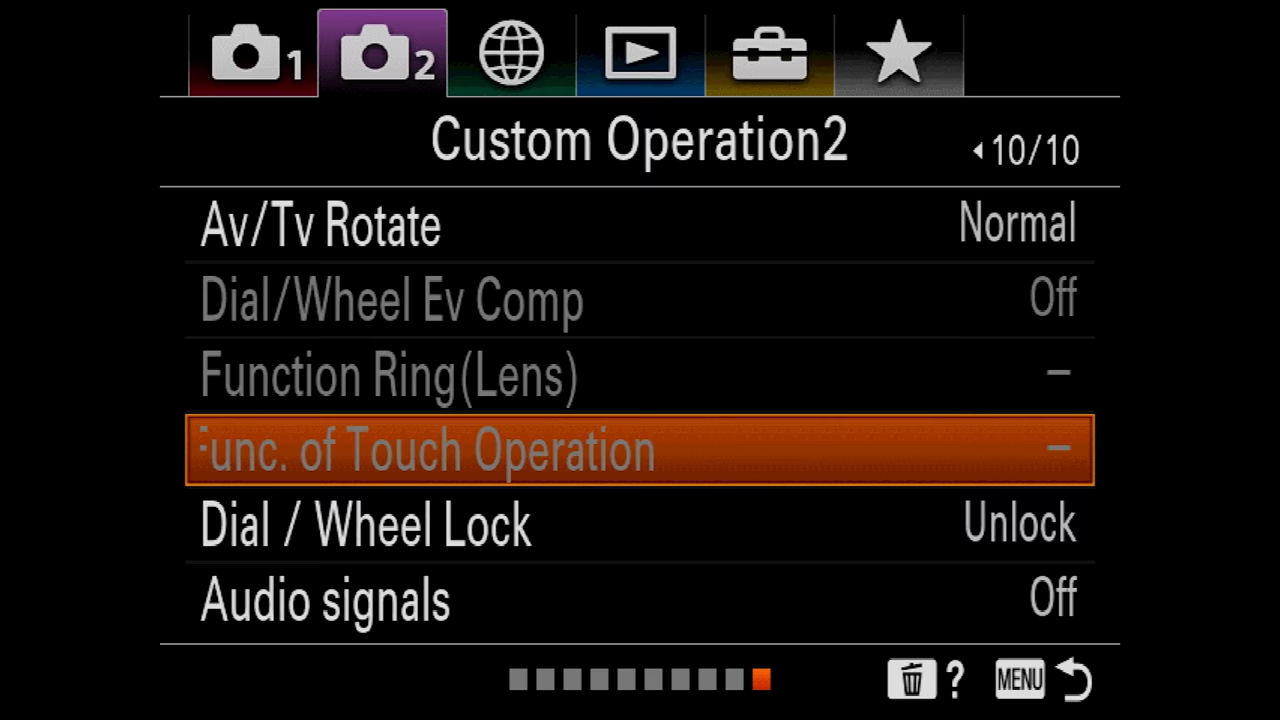 1 2
Custom Operation2 10/10
Av/Tv Rotate Normal
Dial/Wheel Ev Comp Off
Function Ring(Lens) –
Func. of Touch Operation –
Dial / Wheel Lock Unlock
Audio signals Off
? MENU